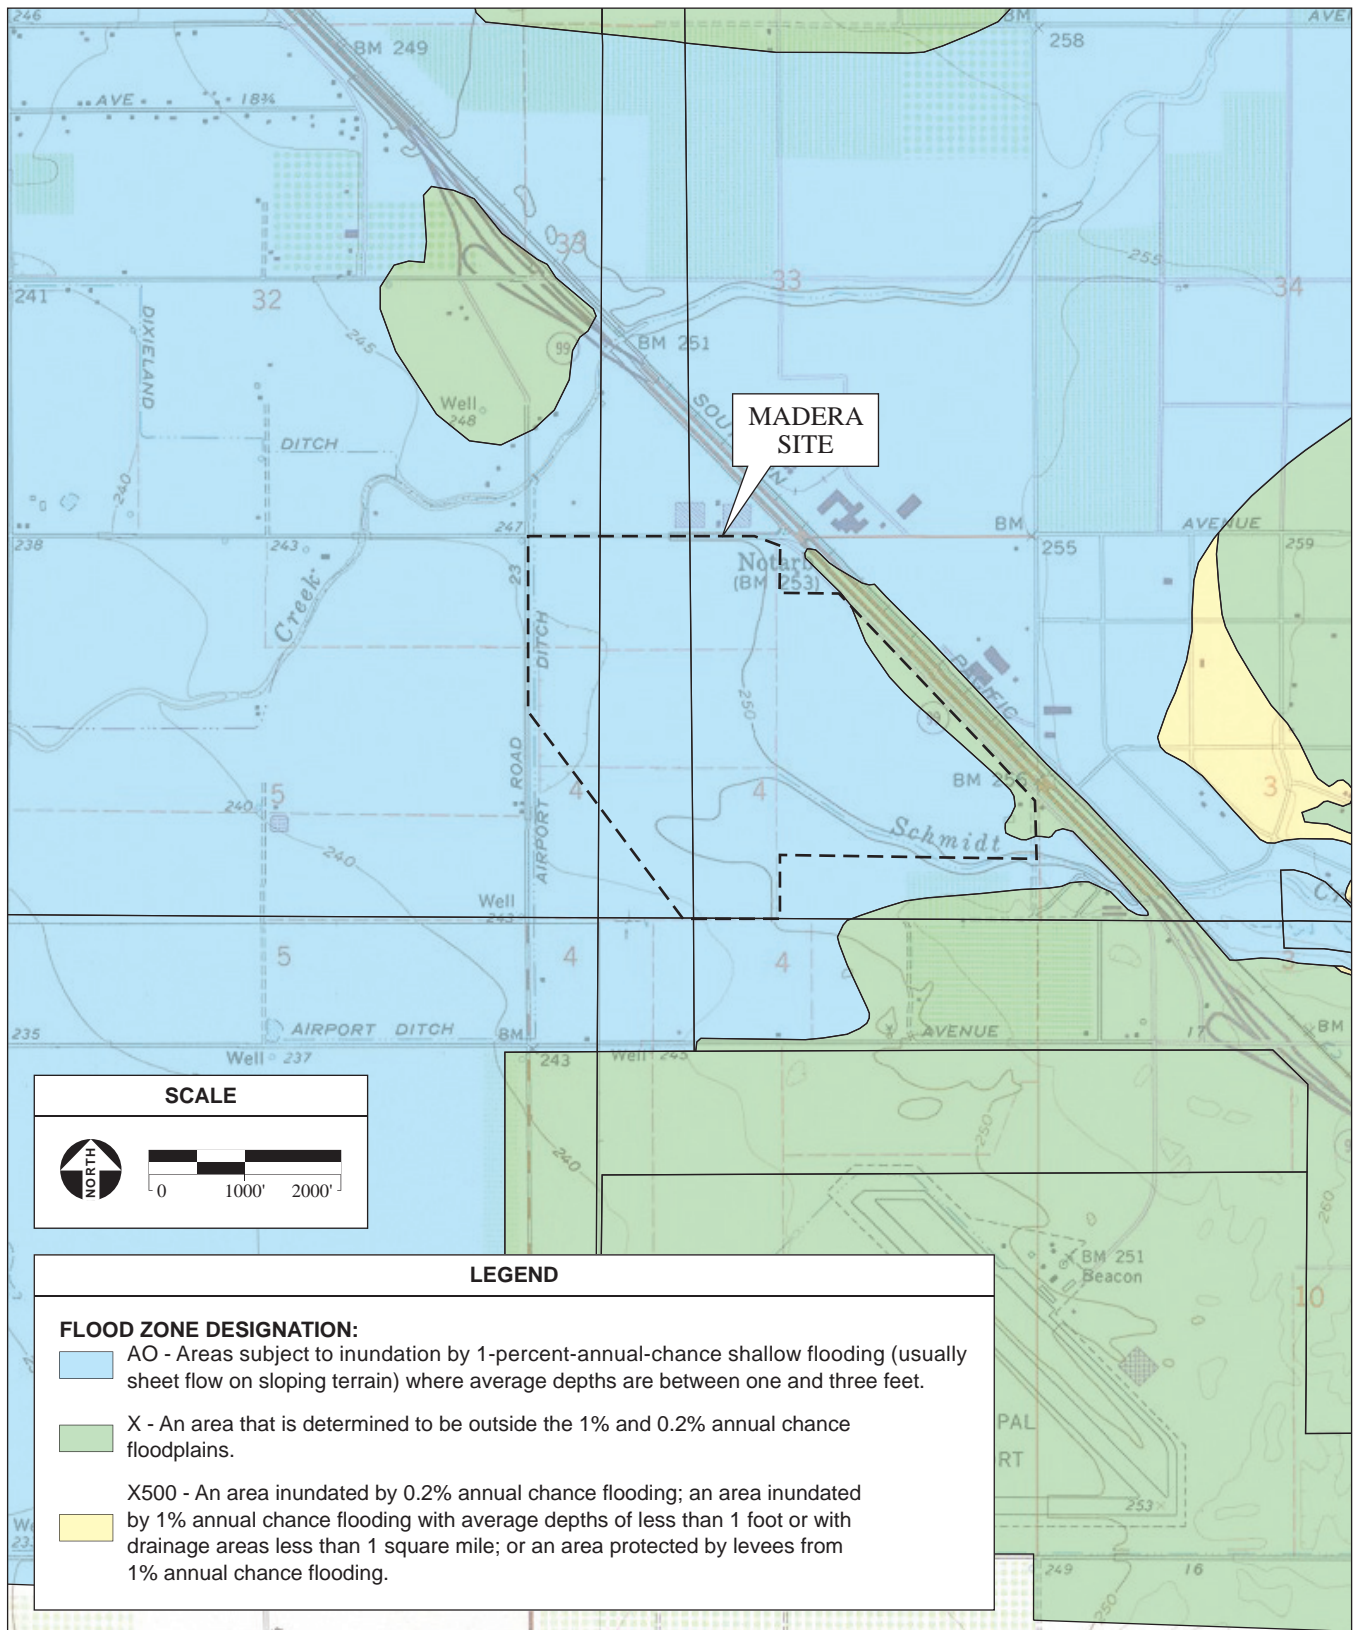 246
BM 249
BM
258
AVE
AVE 18¾
33
33
34
255
241
32
DIXIELAND
245
99
BM 251
SOU
Well
248
MADERA
SITE
N
DITCH
240
247
BM
AVENUE
238
243
255
259
Notarb
(BM 253)
23
Creek
DITCH
250
PACIFIC
99
ROAD
BM 256
5
4
4
3
240
AIRPORT
Schmidt
240
Well
243
Cr
5
4
4
3
235
AIRPORT DITCH
BM
AVENUE
17
BM
Well 237
243
Well 245
SCALE
NORTH
0 1000' 2000'
240
250
260
BM 251
Beacon
10
LEGEND
FLOOD ZONE DESIGNATION:
AO - Areas subject to inundation by 1-percent-annual-chance shallow flooding (usually
sheet flow on sloping terrain) where average depths are between one and three feet.
X - An area that is determined to be outside the 1% and 0.2% annual chance
floodplains.
X500 - An area inundated by 0.2% annual chance flooding; an area inundated
by 1% annual chance flooding with average depths of less than 1 foot or with
drainage areas less than 1 square mile; or an area protected by levees from
1% annual chance flooding.
PAL
RT
253
We
249
16
250